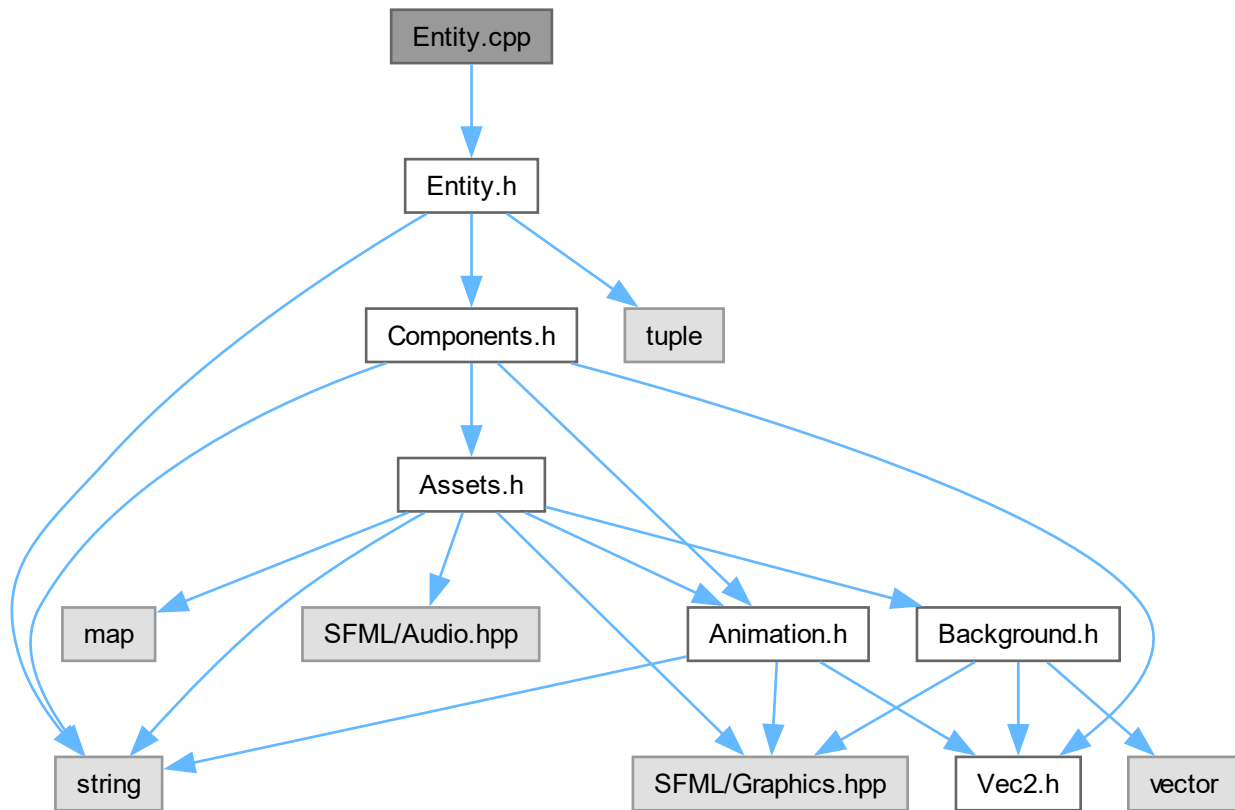 Entity.cpp
Entity.h
Components.h
tuple
Assets.h
map
SFML/Audio.hpp
Animation.h
Background.h
string
SFML/Graphics.hpp
Vec2.h
vector